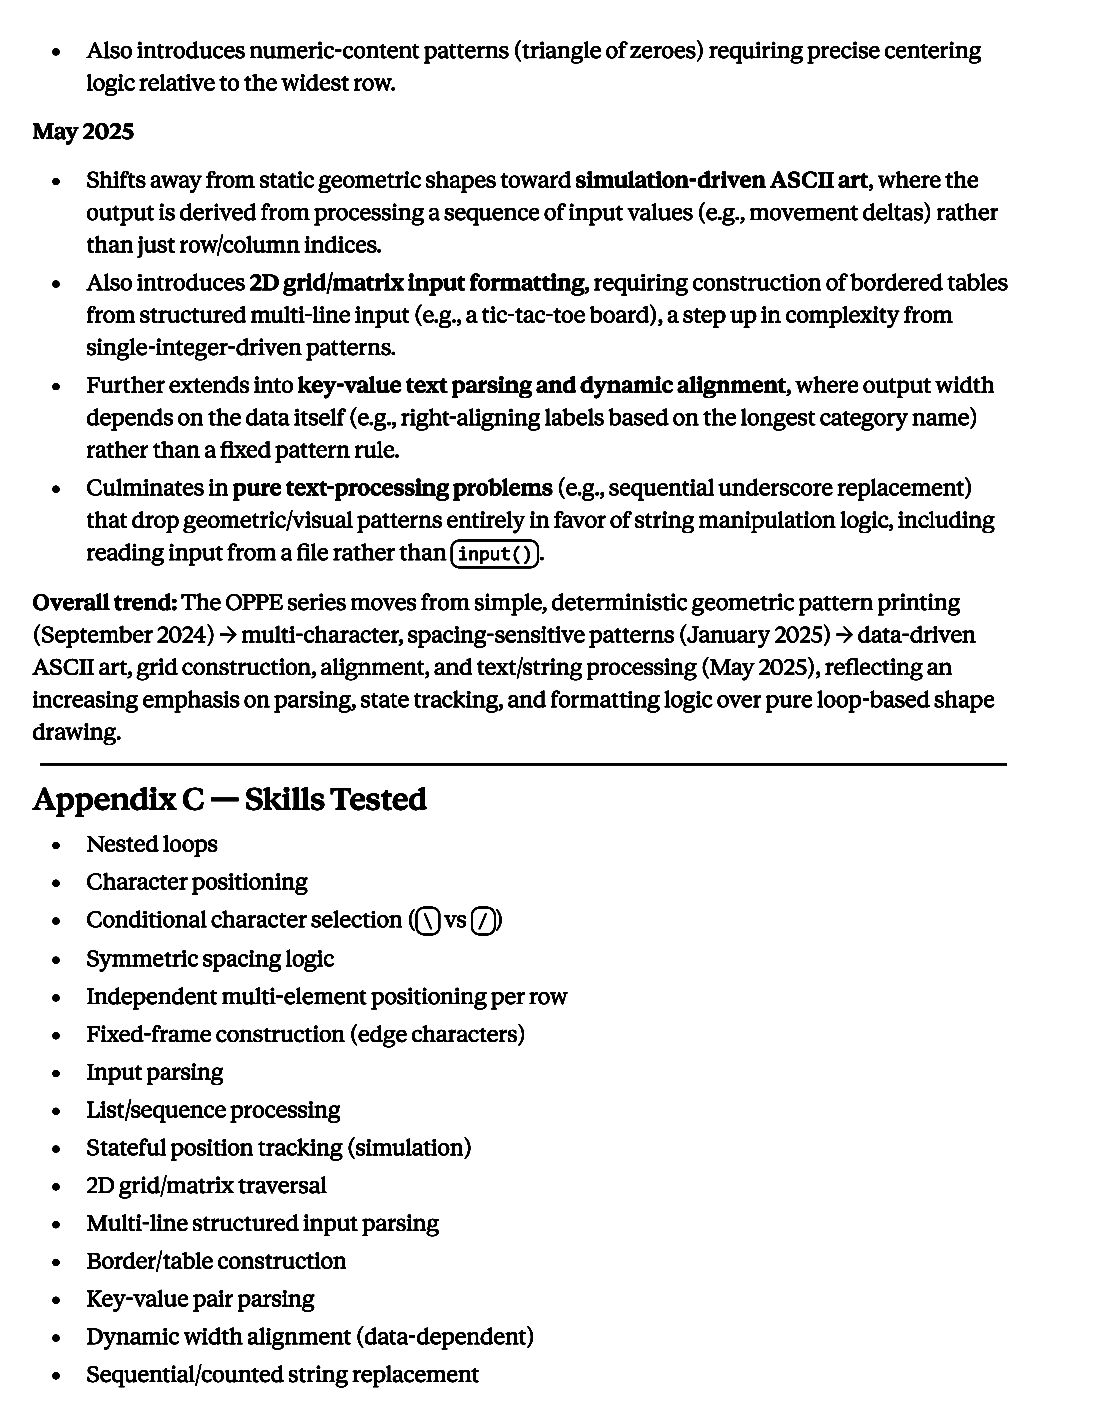 • Also introduces numeric-content patterns (triangle of zeroes) requiring precise centering
logic relative to the widest row.
May 2025
• Shifts away from static geometric shapes toward simulation-driven ASCII art, where the
output is derived from processing a sequence of input values (e.g., movement deltas) rather
than just row/column indices.
• Also introduces 2D grid/matrix input formatting, requiring construction of bordered tables
from structured multi-line input (e.g., a tic-tac-toe board), a step up in complexity from
single-integer-driven patterns.
• Further extends into key-value text parsing and dynamic alignment, where output width
depends on the data itself (e.g., right-aligning labels based on the longest category name)
rather than a fixed pattern rule.
• Culminates in pure text-processing problems (e.g., sequential underscore replacement)
that drop geometric/visual patterns entirely in favor of string manipulation logic, including
reading input from a file rather than input().
Overall trend: The OPPE series moves from simple, deterministic geometric pattern printing
(September 2024) → multi-character, spacing-sensitive patterns (January 2025) → data-driven
ASCII art, grid construction, alignment, and text/string processing (May 2025), reflecting an
increasing emphasis on parsing, state tracking, and formatting logic over pure loop-based shape
drawing.
Appendix C — Skills Tested
• Nested loops
• Character positioning
• Conditional character selection (\ vs /)
• Symmetric spacing logic
• Independent multi-element positioning per row
• Fixed-frame construction (edge characters)
• Input parsing
• List/sequence processing
• Stateful position tracking (simulation)
• 2D grid/matrix traversal
• Multi-line structured input parsing
• Border/table construction
• Key-value pair parsing
• Dynamic width alignment (data-dependent)
• Sequential/counted string replacement